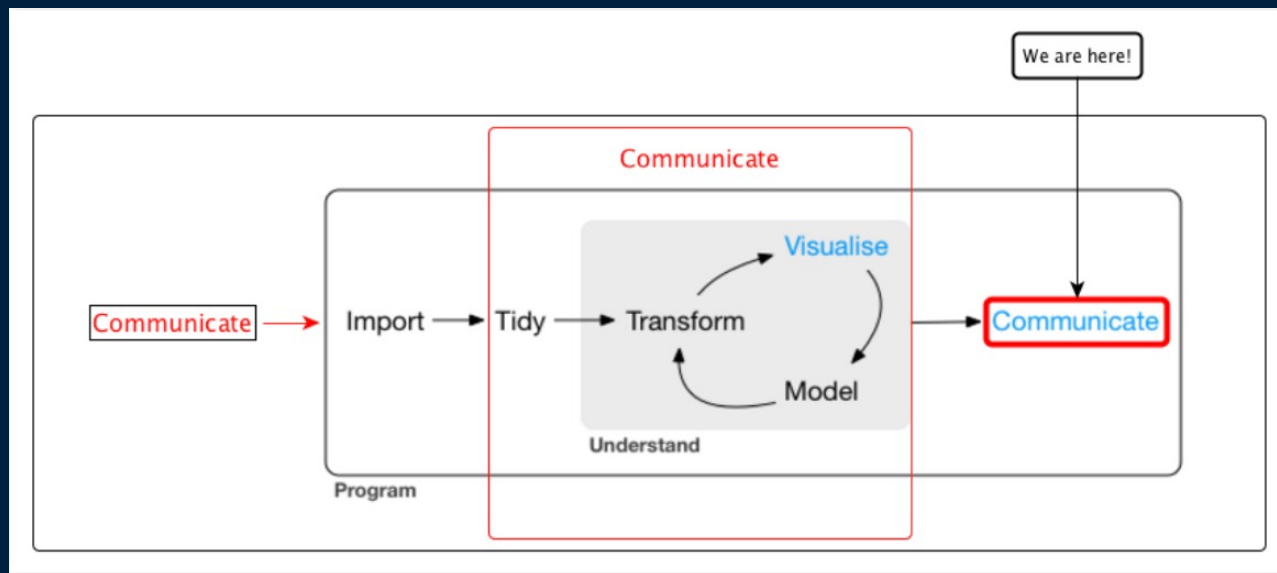 We are here!
Communicate
Visualise
Communicate
Import
Tidy
Transform
Communicate
Model
Understand
Program